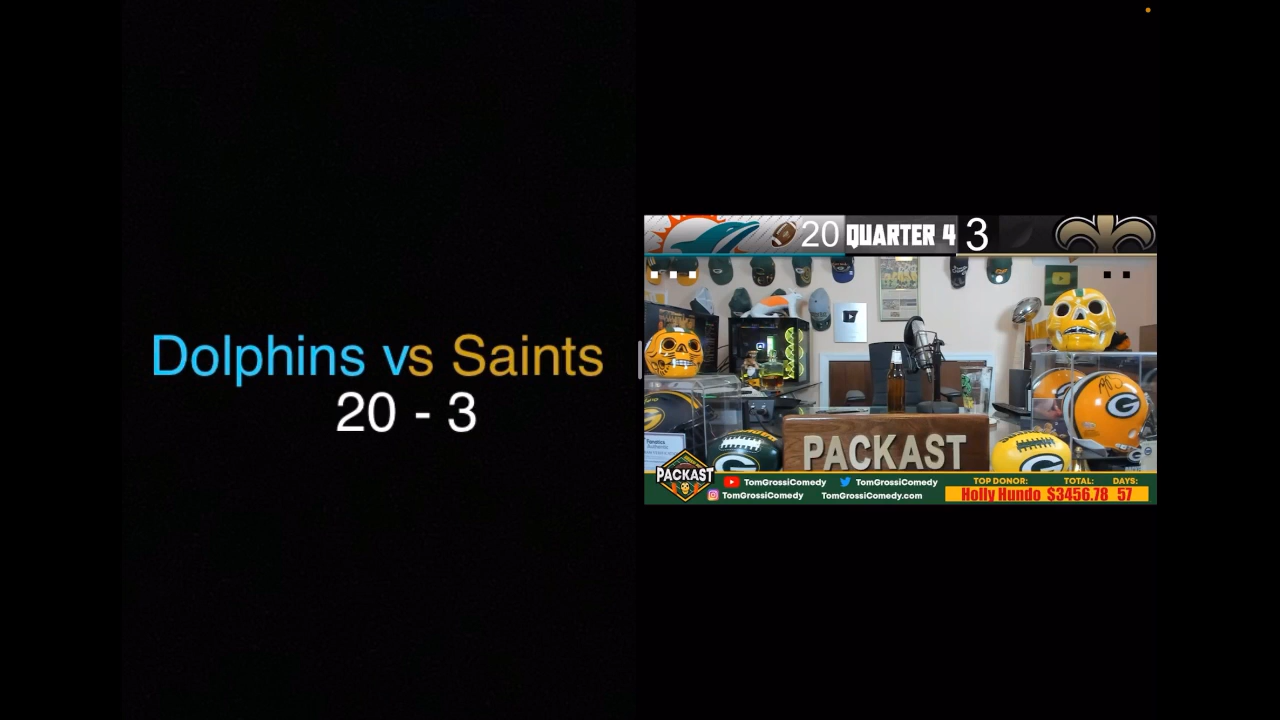 Dolphins vs Saints
20 - 3
20 QUARTER 4 3
PACKAST
PACKAST
TomGrossiComedy TomGrossiComedy
TomGrossiComedy TomGrossiComedy.com
TOP DONOR: TOTAL: DAYS:
Holly Hundo $3456.78 57